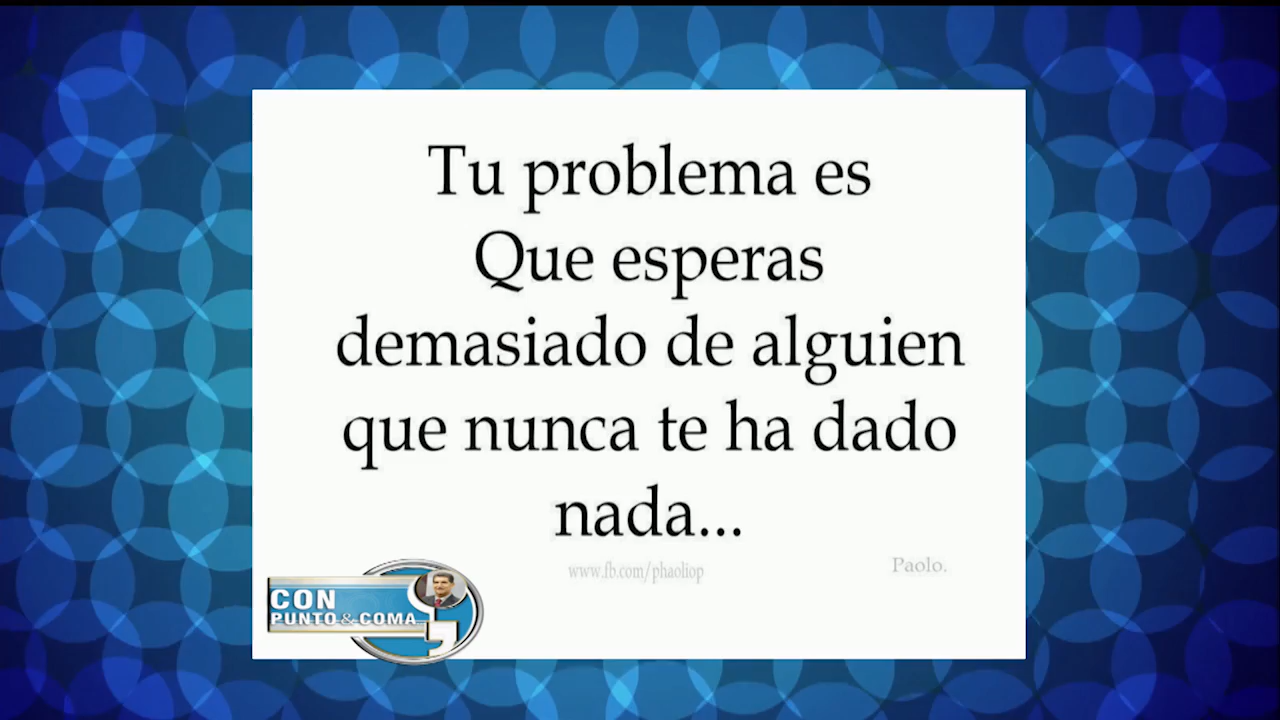 Tu problema es
Que esperas
demasiado de alguien
que nunca te ha dado
nada...
www.fb.com/phaoliop
Paolo.
CON
PUNTO & COMA